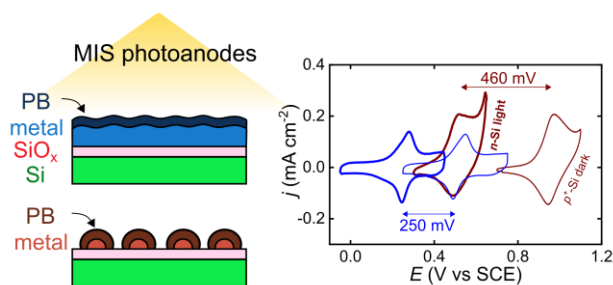 MIS photoanodes
PB
metal
SiOx
Si
PB
metal
j (mA cm-2)
0.4
0.2
0.0
-0.2
460 mV
n-Si light
p+-Si dark
250 mV
0.0 0.4 0.8 1.2
E (V vs SCE)